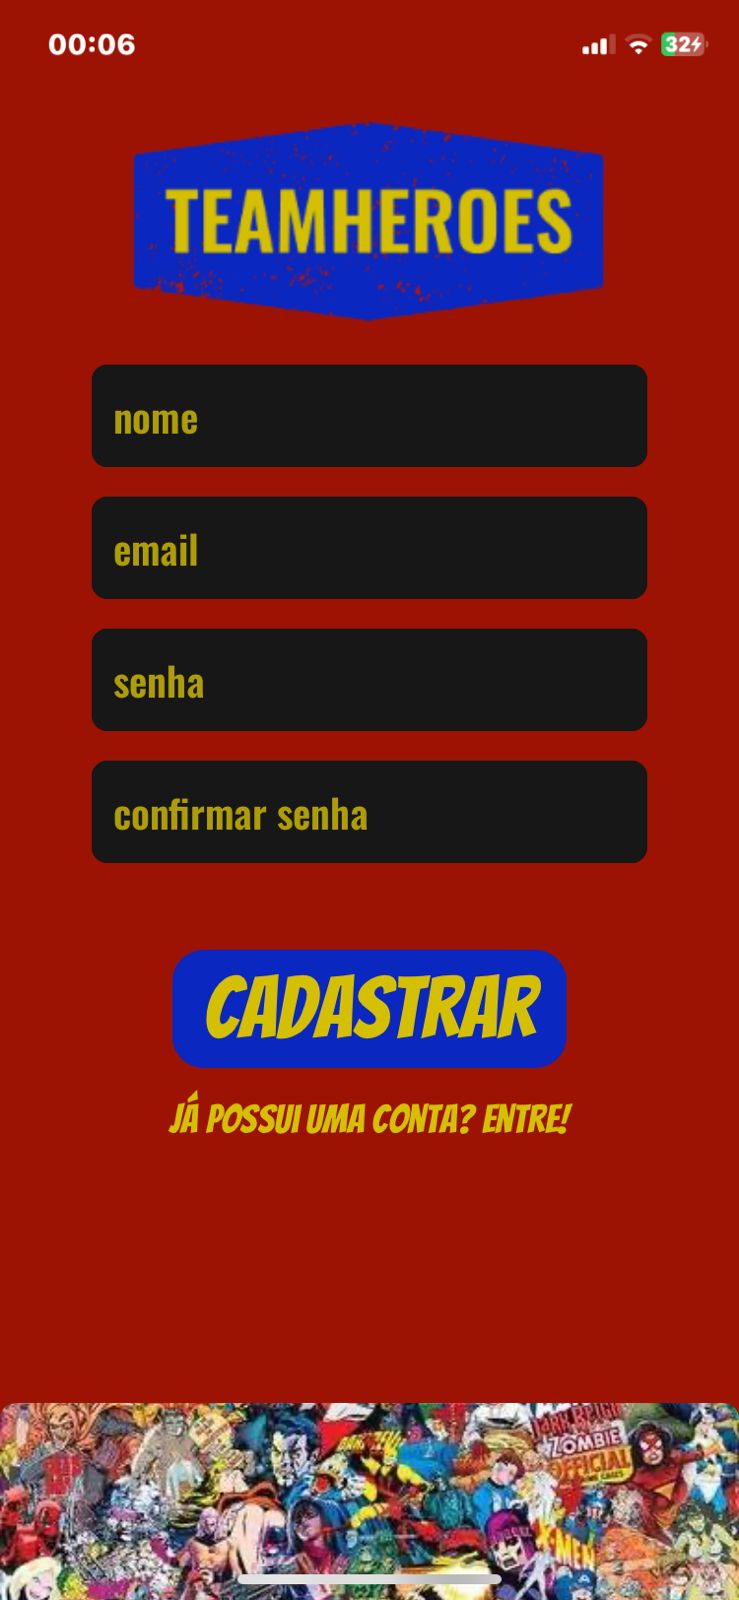 00:06
32
TEAMHEROES
nome
email
senha
confirmar senha
CADASTRAR
JÁ POSSUI UMA CONTA? ENTRE!
DARK REIGN
ZOMBIE
OFFICIAL
X-MEN